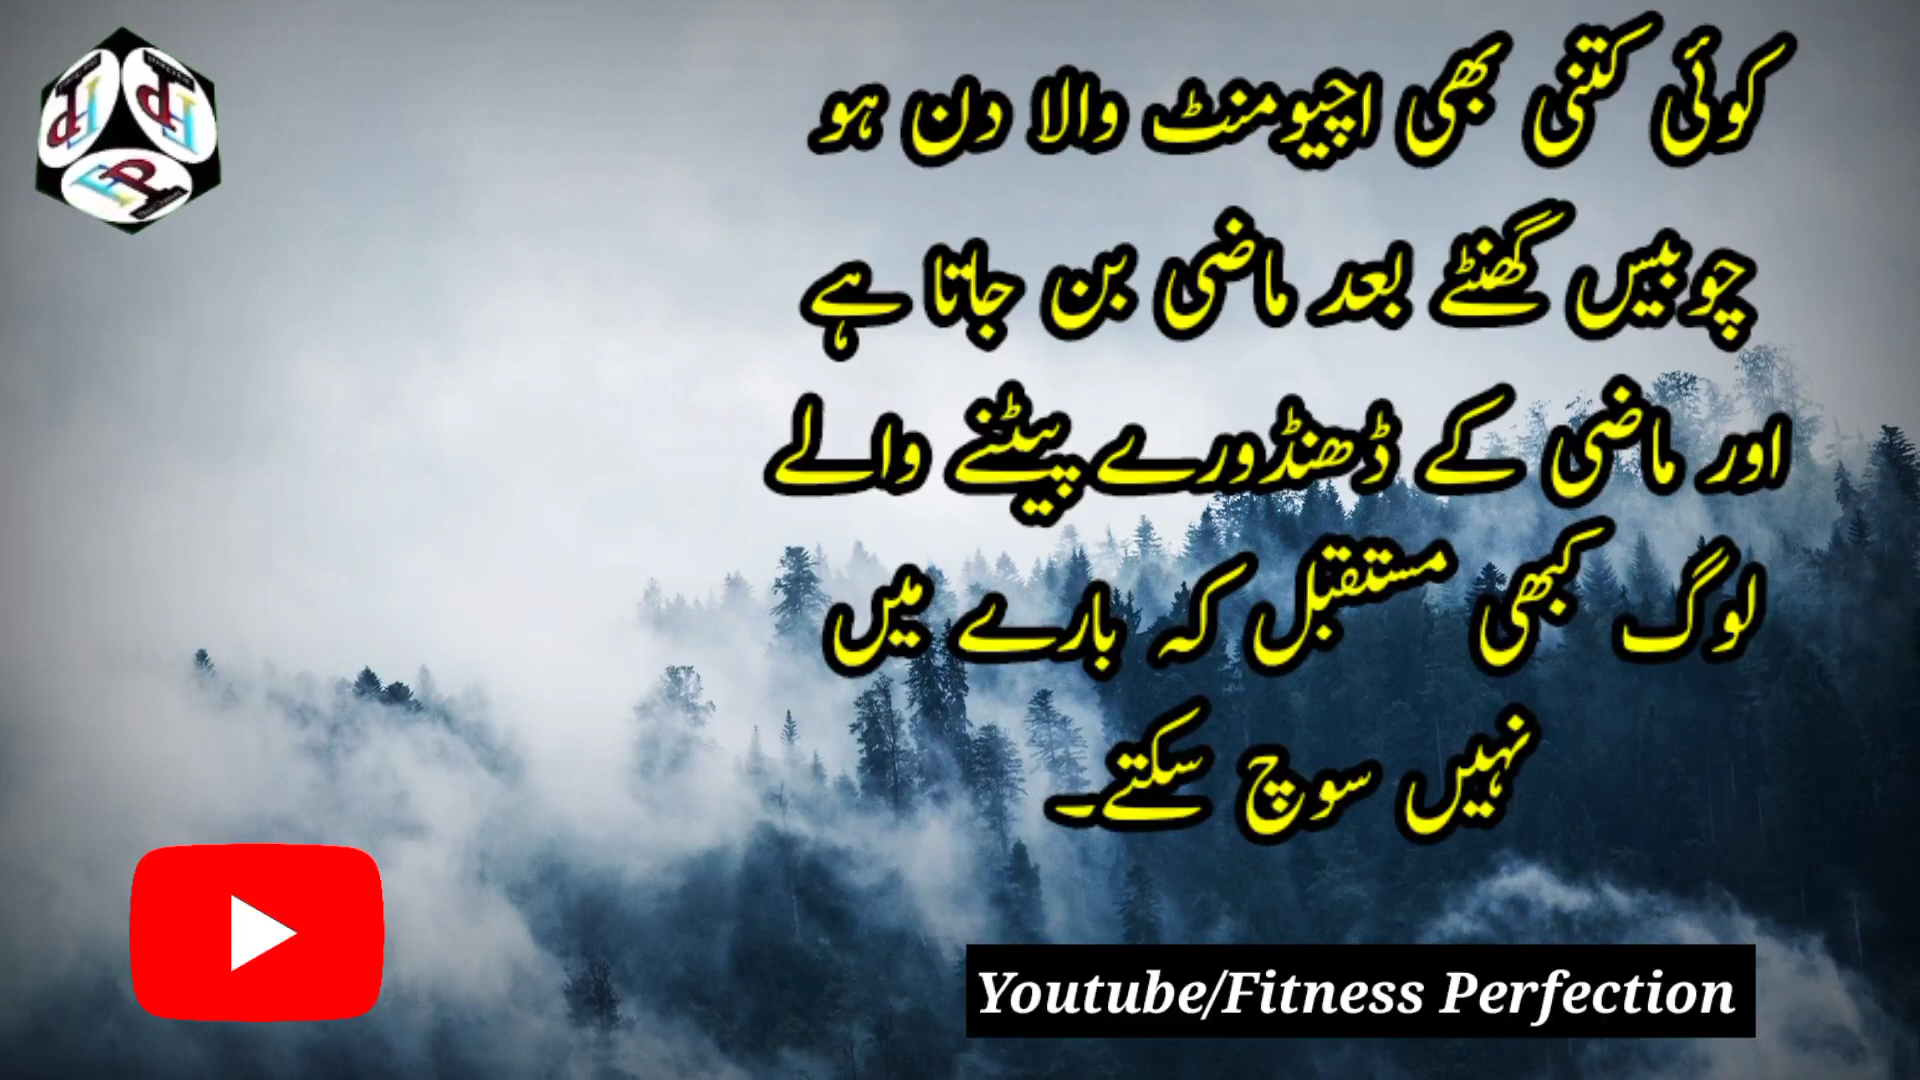 کوئی کتنی بھی اچیومنٹ والا دن ہو
چوبیس گھنٹے بعد ماضی بن جاتا ہے
اور ماضی کے ڈھنڈورے پیٹنے والے
لوگ کبھی مستقبل کہ بارے میں
نہیں سوچ سکتے۔
Youtube/Fitness Perfection